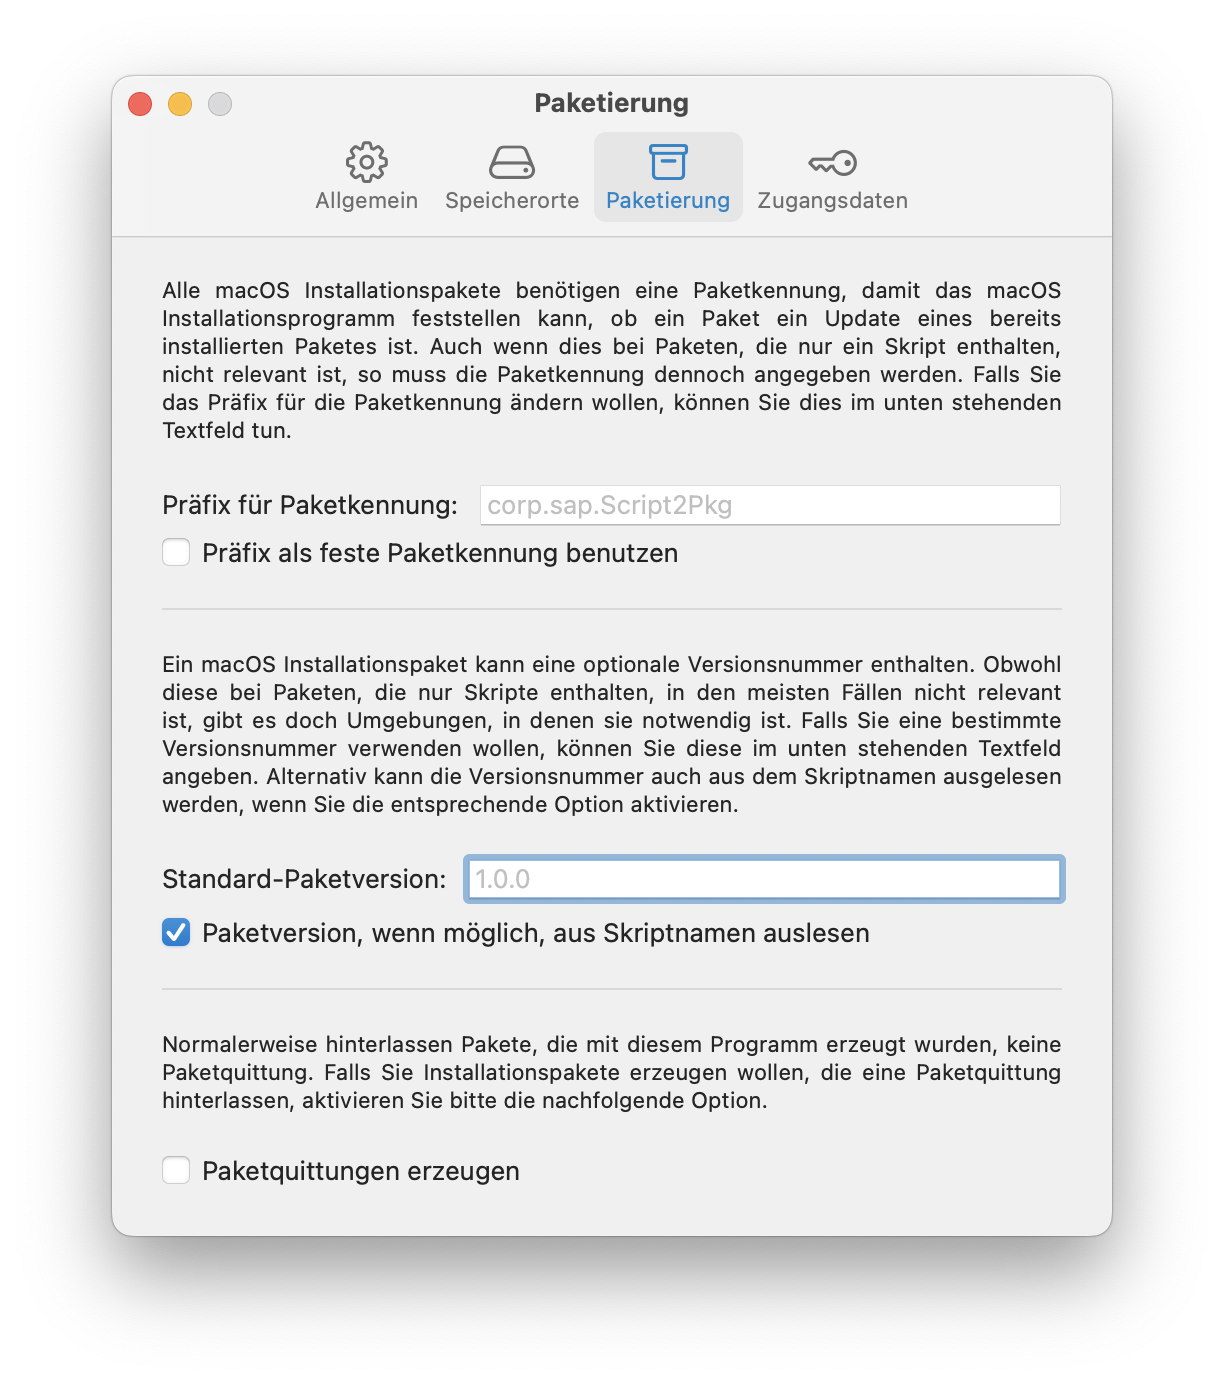 Paketierung
Allgemein
Speicherorte
Paketierung
Zugangsdaten
Alle macOS Installationspakete benötigen eine Paketkennung, damit das macOS
Installationsprogramm feststellen kann, ob ein Paket ein Update eines bereits
installierten Paketes ist. Auch wenn dies bei Paketen, die nur ein Skript enthalten,
nicht relevant ist, so muss die Paketkennung dennoch angegeben werden. Falls Sie
das Präfix für die Paketkennung ändern wollen, können Sie dies im unten stehenden
Textfeld tun.
Präfix für Paketkennung: corp.sap.Script2Pkg
Präfix als feste Paketkennung benutzen
Ein macOS Installationspaket kann eine optionale Versionsnummer enthalten. Obwohl
diese bei Paketen, die nur Skripte enthalten, in den meisten Fällen nicht relevant
ist, gibt es doch Umgebungen, in denen sie notwendig ist. Falls Sie eine bestimmte
Versionsnummer verwenden wollen, können Sie diese im unten stehenden Textfeld
angeben. Alternativ kann die Versionsnummer auch aus dem Skriptnamen ausgelesen
werden, wenn Sie die entsprechende Option aktivieren.
Standard-Paketversion: 1.0.0
Paketversion, wenn möglich, aus Skriptnamen auslesen
Normalerweise hinterlassen Pakete, die mit diesem Programm erzeugt wurden, keine
Paketquittung. Falls Sie Installationspakete erzeugen wollen, die eine Paketquittung
hinterlassen, aktivieren Sie bitte die nachfolgende Option.
Paketquittungen erzeugen